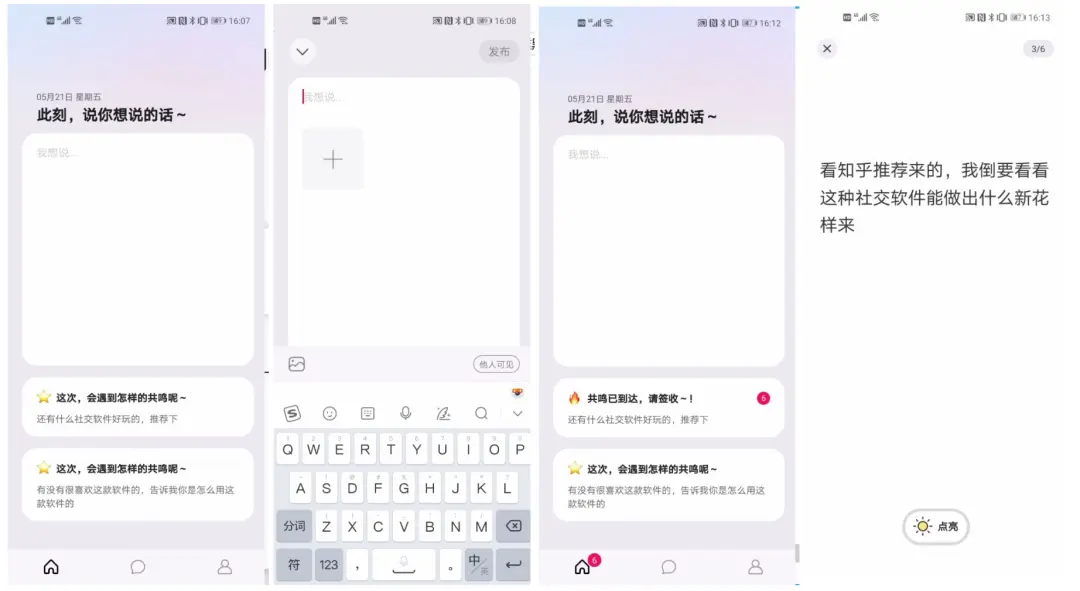 16:07
05月21日 星期五
此刻，说你想说的话～
我想说...
这次，会遇到怎样的共鸣呢～
还有什么社交软件好玩的，推荐下
这次，会遇到怎样的共鸣呢～
有没有很喜欢这款软件的，告诉我你是怎么用这
款软件的
16:08
发布
我想说...
他人可见
Q W E R T Y U I O P
A S D F G H J K L
分词 Z X C V B N M
符 123 ， 。 中/英
16:12
05月21日 星期五
此刻，说你想说的话～
我想说...
共鸣已到达，请签收～！
6
还有什么社交软件好玩的，推荐下
这次，会遇到怎样的共鸣呢～
有没有很喜欢这款软件的，告诉我你是怎么用这
款软件的
6
16:13
3/6
看知乎推荐来的，我倒要看看
这种社交软件能做出什么新花
样来
点亮